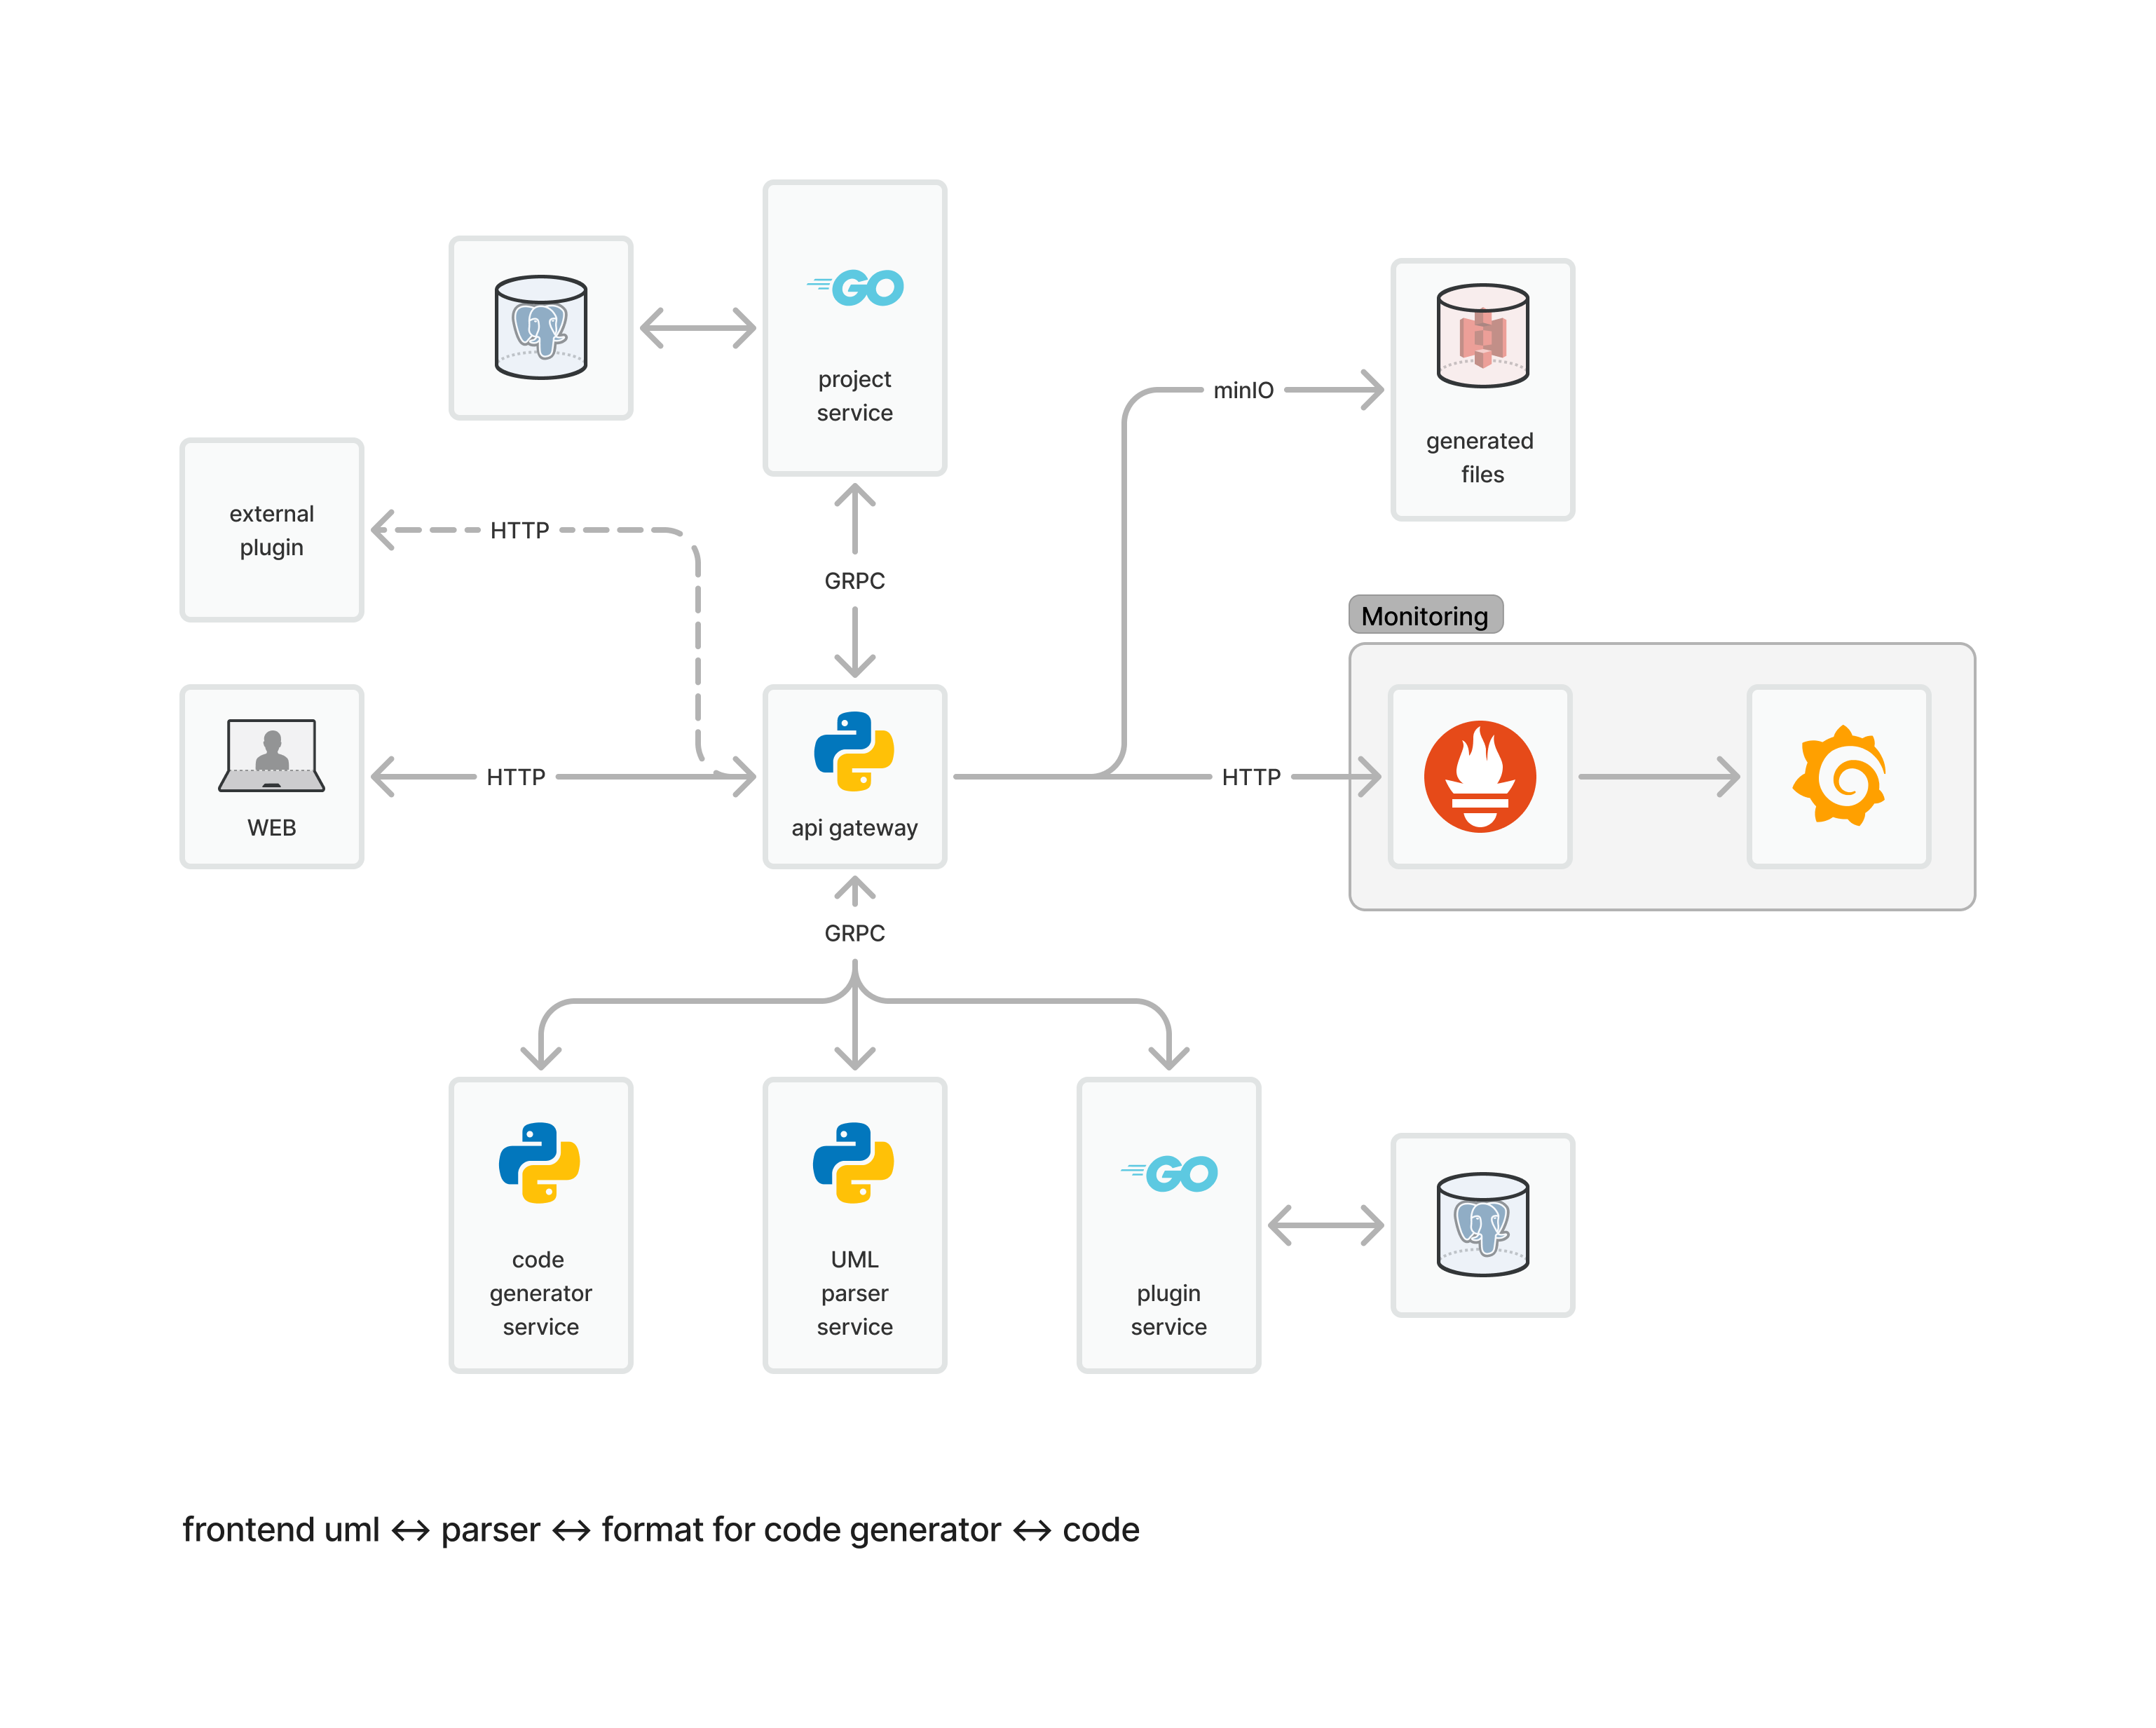 GO
project
service
minIO
generated
files
external
plugin
HTTP
GRPC
Monitoring
WEB
HTTP
api gateway
HTTP
GRPC
code
generator
service
UML
parser
service
GO
plugin
service
frontend uml <-> parser <-> format for code generator <-> code